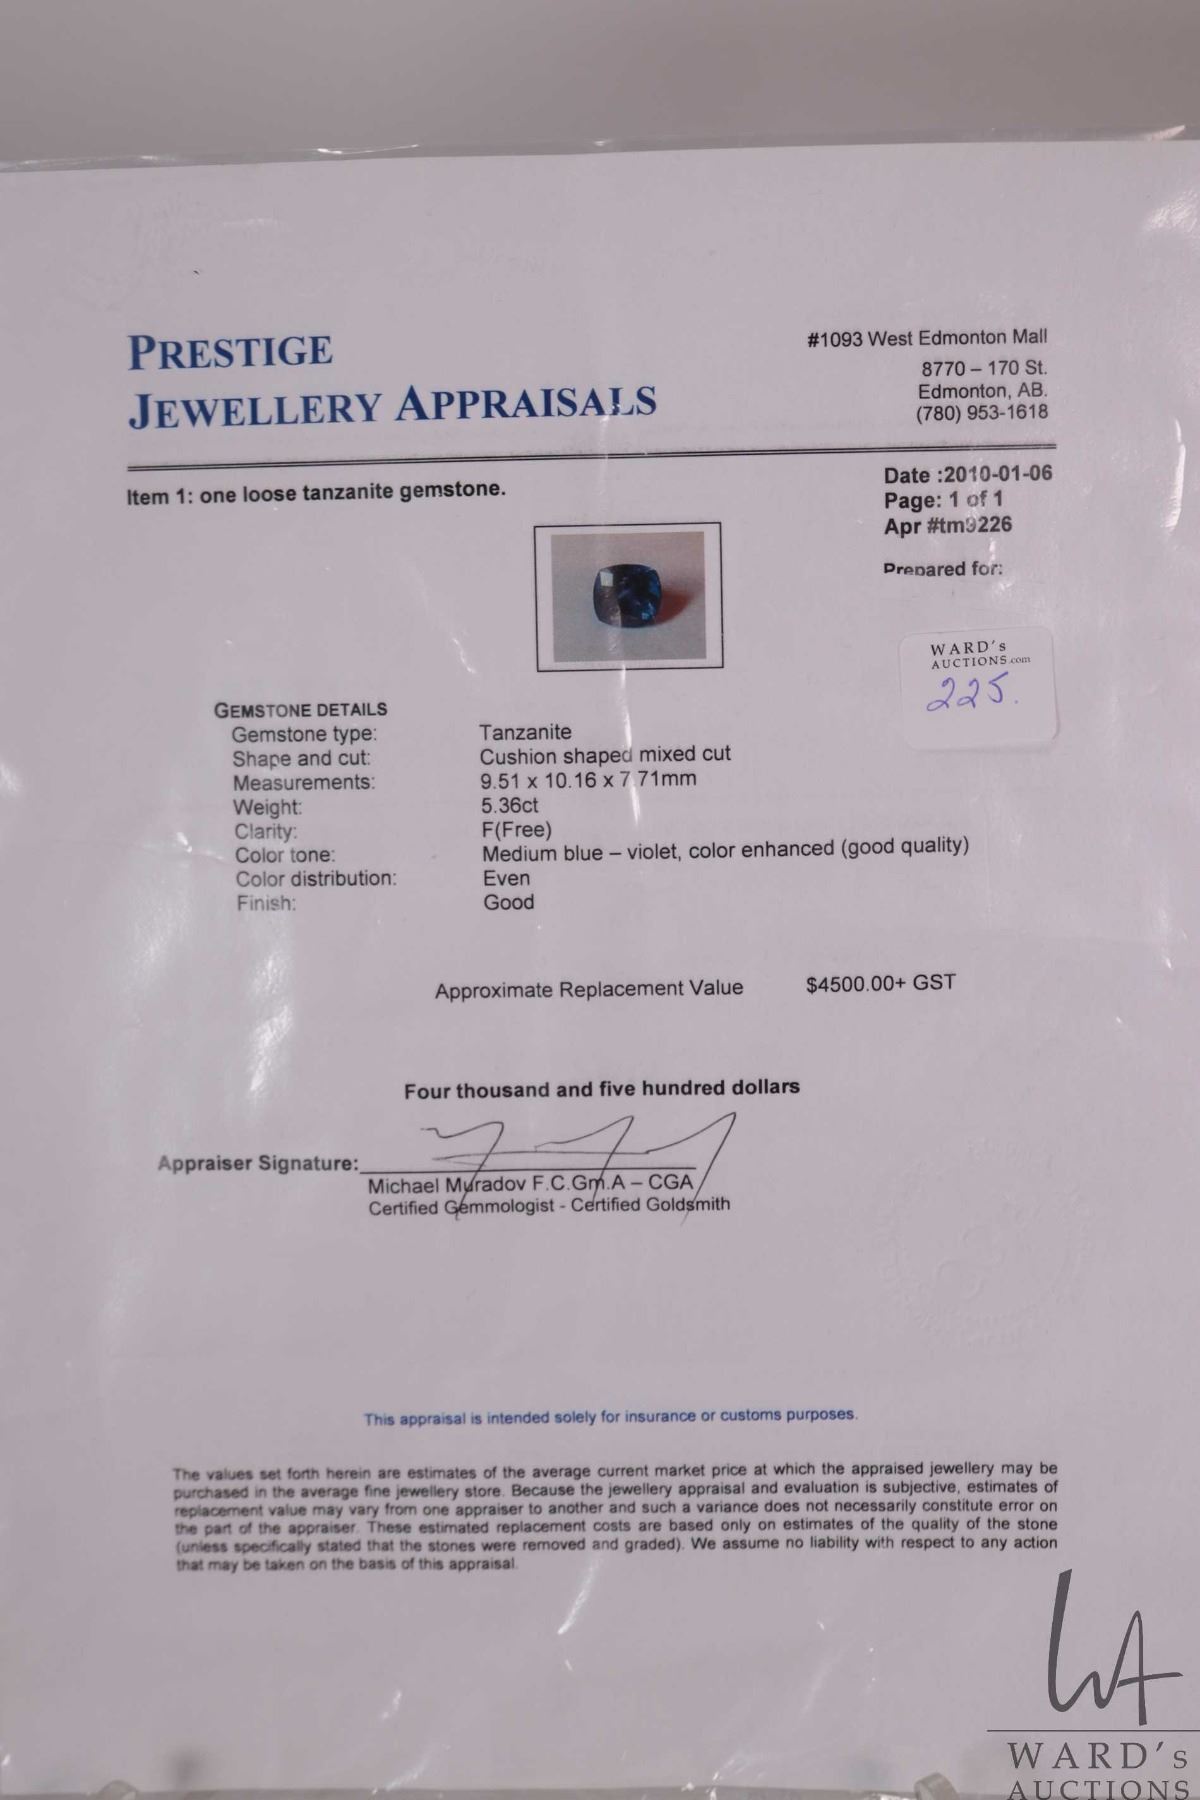 PRESTIGE
JEWELLERY APPRAISALS
#1093 West Edmonton Mall
8770 – 170 St.
Edmonton, AB.
(780) 953-1618
Item 1: one loose tanzanite gemstone.
Date :2010-01-06
Page: 1 of 1
Apr #tm9226
Prepared for:
WARD's
AUCTIONS.com
225.
GEMSTONE DETAILS
Gemstone type: Tanzanite
Shape and cut: Cushion shaped mixed cut
Measurements: 9.51 x 10.16 x 7.71mm
Weight: 5.36ct
Clarity: F(Free)
Color tone: Medium blue – violet, color enhanced (good quality)
Color distribution: Even
Finish: Good
Approximate Replacement Value $4500.00+ GST
Four thousand and five hundred dollars
Appraiser Signature:
Michael Muradov F.C.Gm.A – CGA
Certified Gemmologist - Certified Goldsmith
This appraisal is intended solely for insurance or customs purposes.
The values set forth herein are estimates of the average current market price at which the appraised jewellery may be
purchased in the average fine jewellery store. Because the jewellery appraisal and evaluation is subjective, estimates of
replacement value may vary from one appraiser to another and such a variance does not necessarily constitute error on
the part of the appraiser. These estimated replacement costs are based only on estimates of the quality of the stone
(unless specifically stated that the stones were removed and graded). We assume no liability with respect to any action
that may be taken on the basis of this appraisal.
WA
WARD's
AUCTIONS